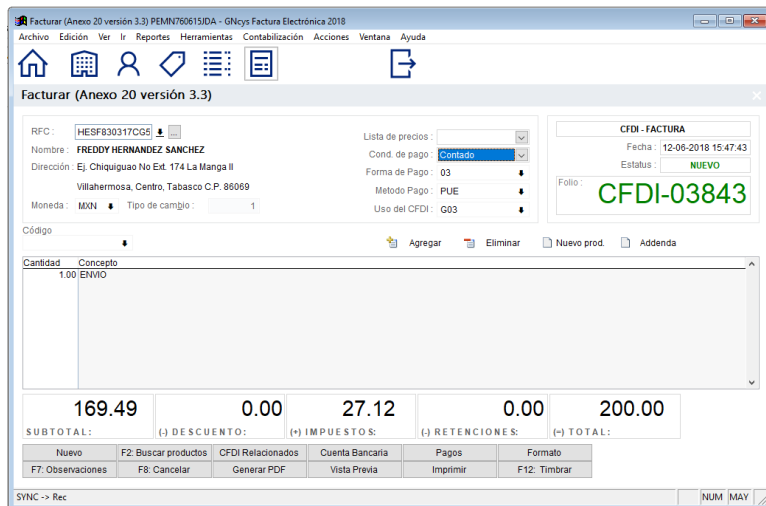 Facturar (Anexo 20 versión 3.3) PEMN760615JDA - GNcys Factura Electrónica 2018
Archivo Edición Ver Ir Reportes Herramientas Contabilización Acciones Ventana Ayuda
Facturar (Anexo 20 versión 3.3)
RFC : HESF830317CG5 ...
Nombre : FREDDY HERNANDEZ SANCHEZ
Dirección : Ej. Chiquiguao No Ext. 174 La Manga II
Villahermosa, Centro, Tabasco C.P. 86069
Moneda : MXN Tipo de cambio : 1
Lista de precios :
Cond. de pago : Contado
Forma de Pago : 03
Metodo Pago : PUE
Uso del CFDI : G03
CFDI - FACTURA
Fecha : 12-06-2018 15:47:43
Estatus : NUEVO
Folio : CFDI-03843
Código
Agregar Eliminar Nuevo prod. Addenda
Cantidad Concepto
1.00 ENVIO
169.49 0.00 27.12 0.00 200.00
SUBTOTAL: (-) DESCUENTO: (+) IMPUESTOS: (-) RETENCIONES: (=) TOTAL:
Nuevo F2: Buscar productos CFDI Relacionados Cuenta Bancaria Pagos Formato
F7: Observaciones F8: Cancelar Generar PDF Vista Previa Imprimir F12: Timbrar
SYNC -> Rec NUM MAY